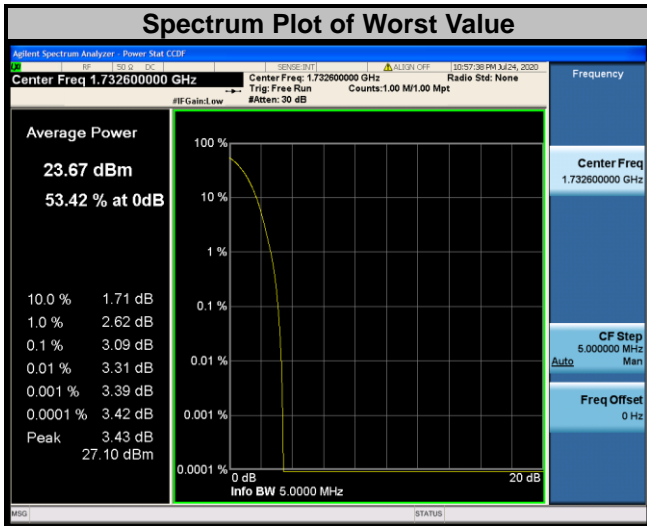 Spectrum Plot of Worst Value
Agilent Spectrum Analyzer - Power Stat CCDF
RF 50 Ω DC SENSE:INT ALIGN OFF 10:57:38 PM Jul 24, 2020
Center Freq 1.732600000 GHz
Center Freq: 1.732600000 GHz Radio Std: None
Trig: Free Run Counts:1.00 M/1.00 Mpt
#IFGain:Low #Atten: 30 dB
Frequency
Average Power
23.67 dBm
53.42 % at 0dB
10.0 % 1.71 dB
1.0 % 2.62 dB
0.1 % 3.09 dB
0.01 % 3.31 dB
0.001 % 3.39 dB
0.0001 % 3.42 dB
Peak 3.43 dB
27.10 dBm
100 %
10 %
1 %
0.1 %
0.01 %
0.001 %
0.0001 %
0 dB 20 dB
Info BW 5.0000 MHz
Center Freq
1.732600000 GHz
CF Step
5.000000 MHz
Auto Man
Freq Offset
0 Hz
MSG STATUS